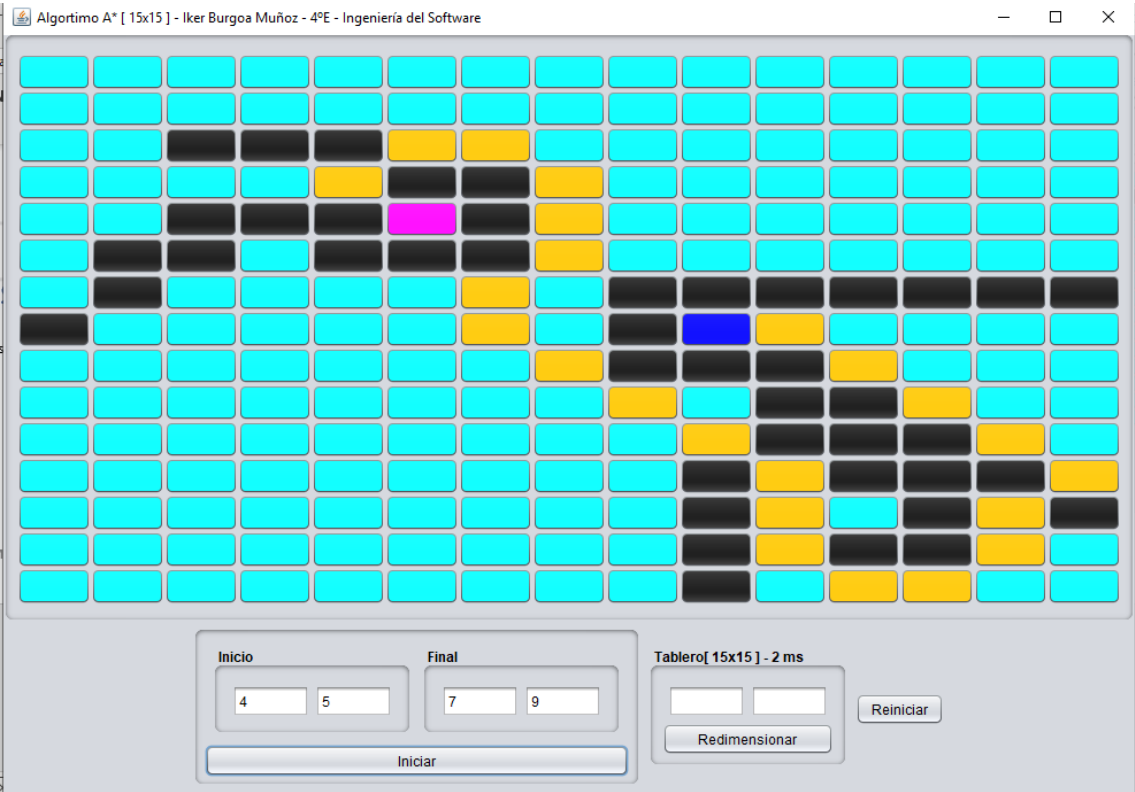 Algortimo A* [ 15x15 ] - Iker Burgoa Muñoz - 4ºE - Ingeniería del Software
Inicio
Final
Tablero[ 15x15 ] - 2 ms
4
5
7
9
Reiniciar
Redimensionar
Iniciar